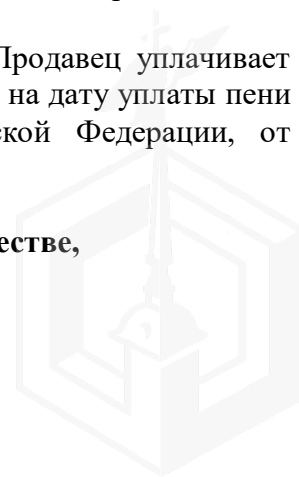 Продавец уплачивает
на дату уплаты пени
ской Федерации, от
естве,